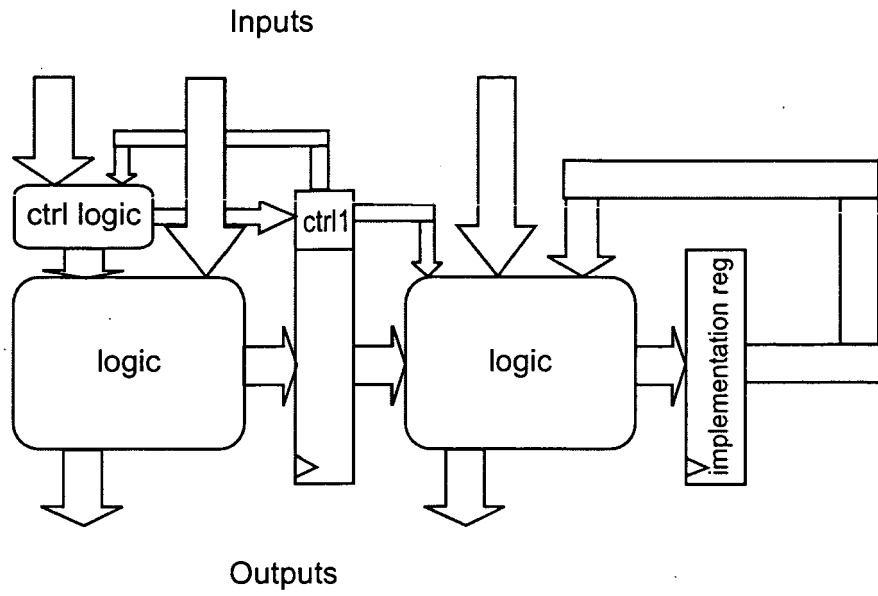 Inputs
ctrl logic
ctrl1
logic
logic
implementation reg
Outputs